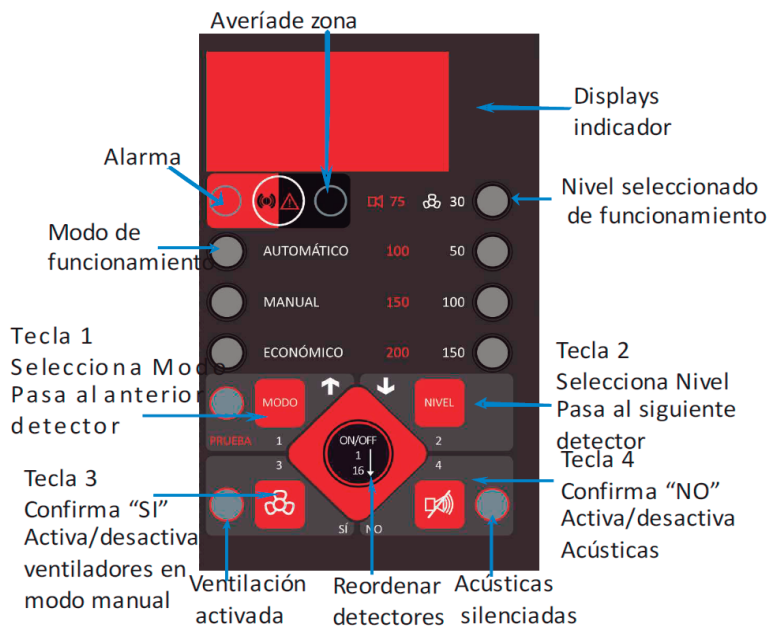 Averíade zona
Displays
indicador
Alarma
Nivel seleccionado
de funcionamiento
75
30
Modo de
funcionamiento
AUTOMÁTICO 100 50
MANUAL 150 100
ECONÓMICO 200 150
Tecla 1
Selecciona Modo
Pasa al anterior
detector
Tecla 2
Selecciona Nivel
Pasa al siguiente
detector
MODO
NIVEL
PRUEBA 1
2
ON/OFF
1
16
3
4
Tecla 3
Confirma “SI”
Activa/desactiva
ventiladores en
modo manual
Tecla 4
Confirma “NO”
Activa/desactiva
Acústicas
SÍ NO
Ventilación
activada
Reordenar
detectores
Acústicas
silenciadas